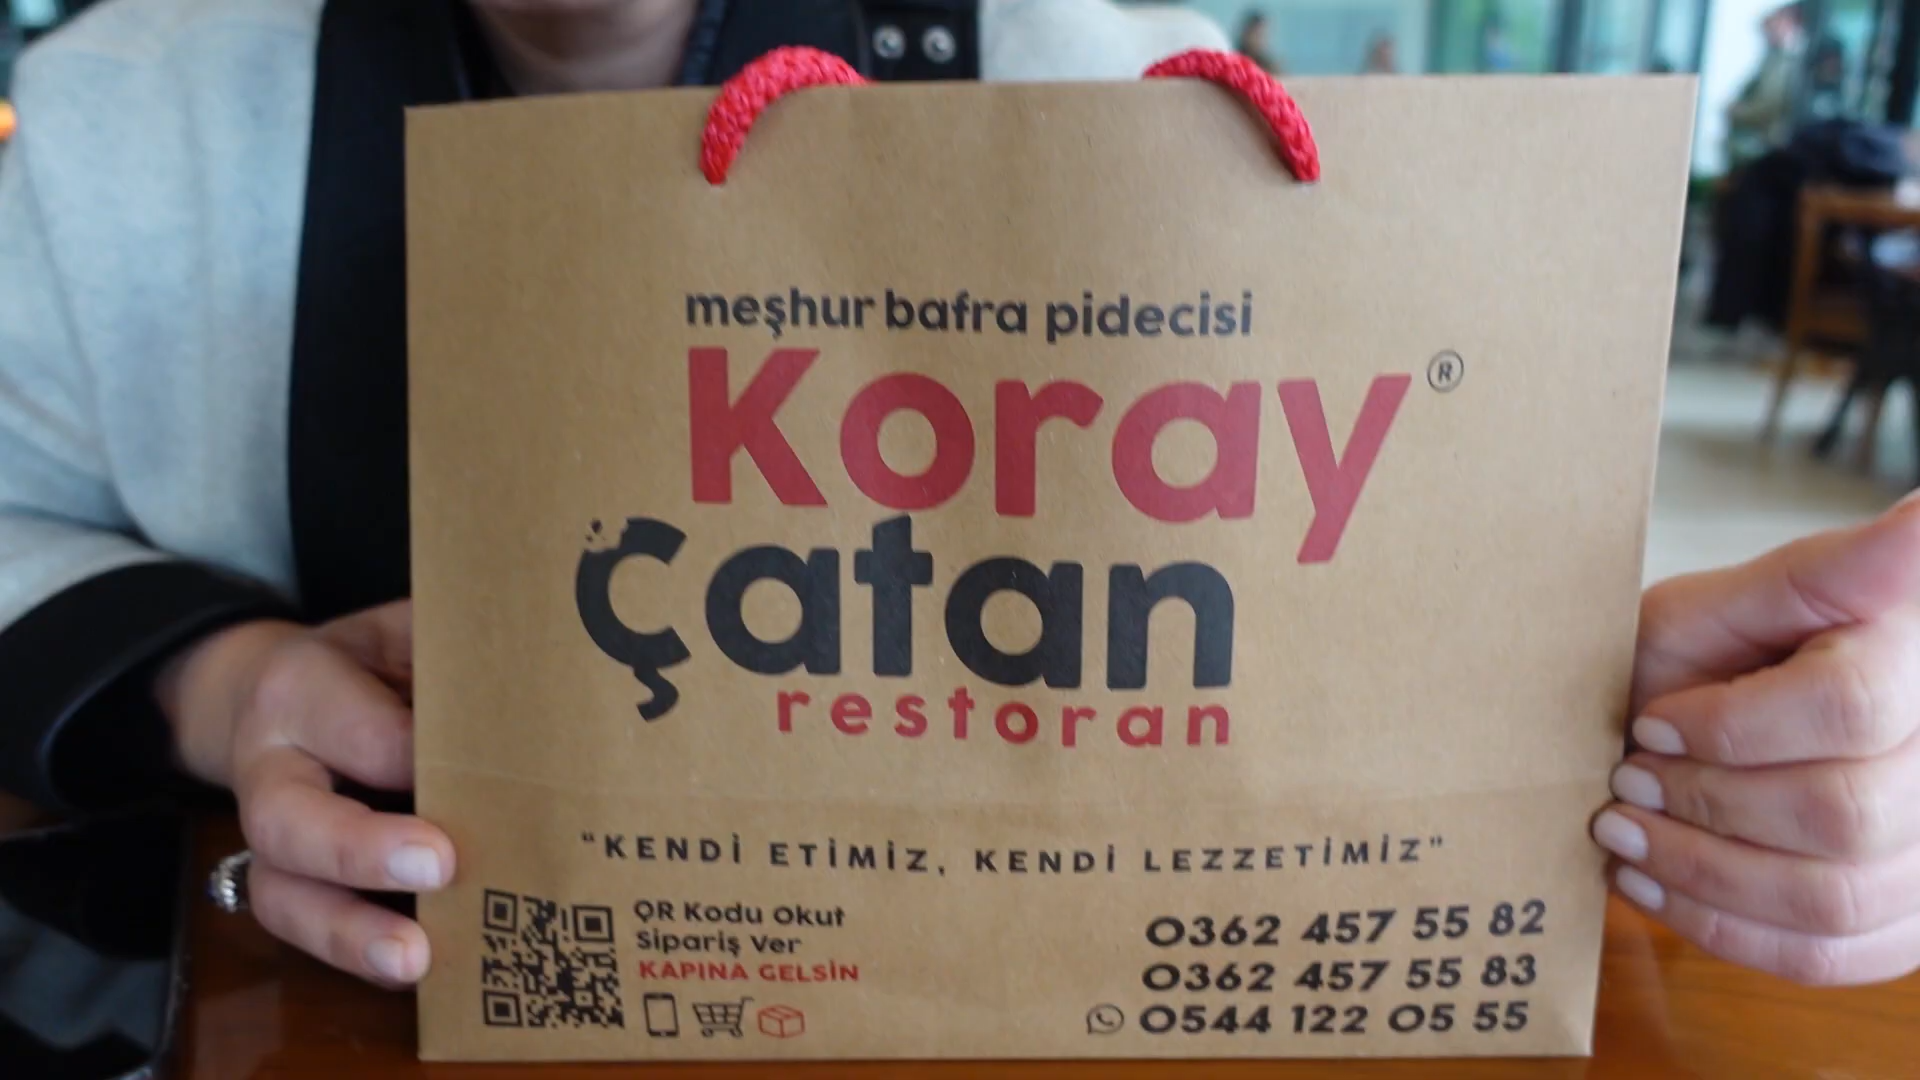 meşhur bafra pidecisi
Koray ®
Çatan
restoran
"KENDİ ETİMİZ, KENDİ LEZZETİMİZ"
QR Kodu Okut
Sipariş Ver
KAPINA GELSİN
0362 457 55 82
0362 457 55 83
0544 122 05 55